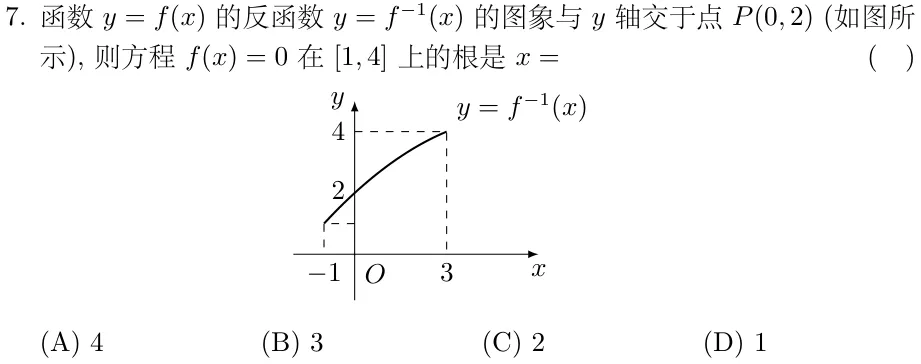 7. 函数 y = f(x) 的反函数 y = f⁻¹(x) 的图象与 y 轴交于点 P(0, 2) (如图所
示), 则方程 f(x) = 0 在 [1, 4] 上的根是 x = ( )
y
y = f⁻¹(x)
4
2
−1 O 3 x
(A) 4 (B) 3 (C) 2 (D) 1